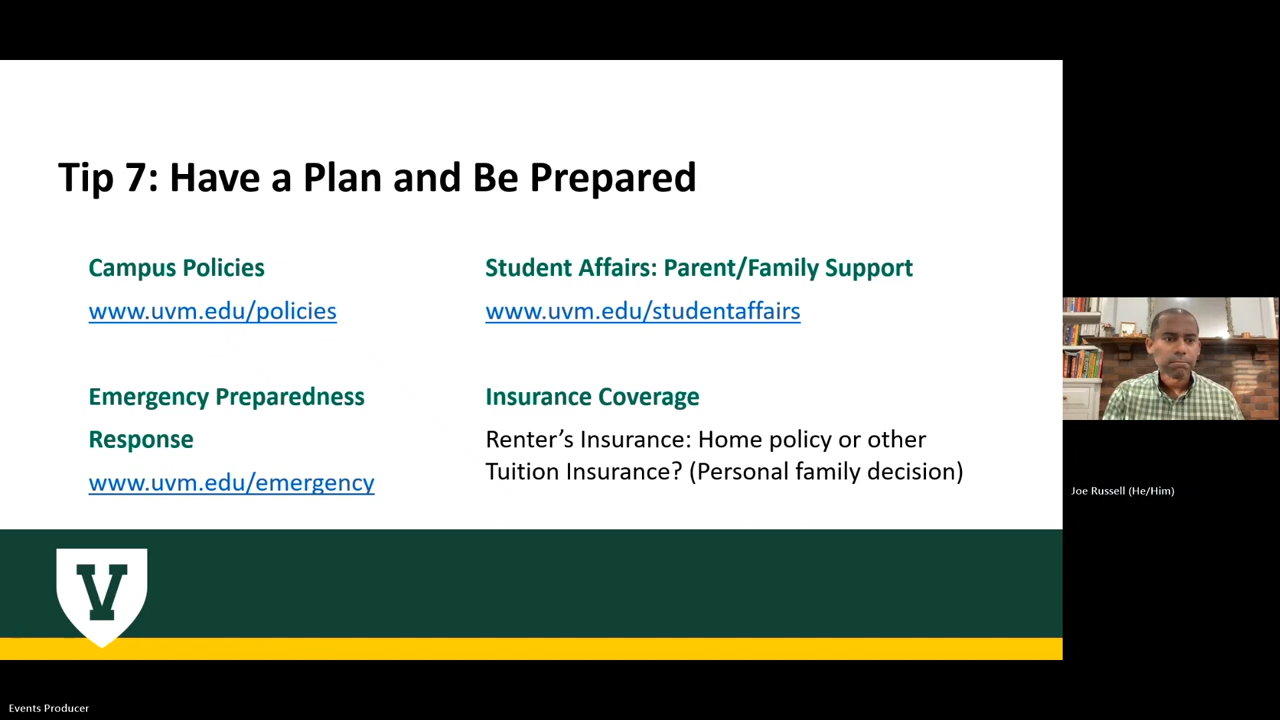 Tip 7: Have a Plan and Be Prepared
Campus Policies
www.uvm.edu/policies
Student Affairs: Parent/Family Support
www.uvm.edu/studentaffairs
Emergency Preparedness
Response
www.uvm.edu/emergency
Insurance Coverage
Renter’s Insurance: Home policy or other
Tuition Insurance? (Personal family decision)
V
Joe Russell (He/Him)
Events Producer